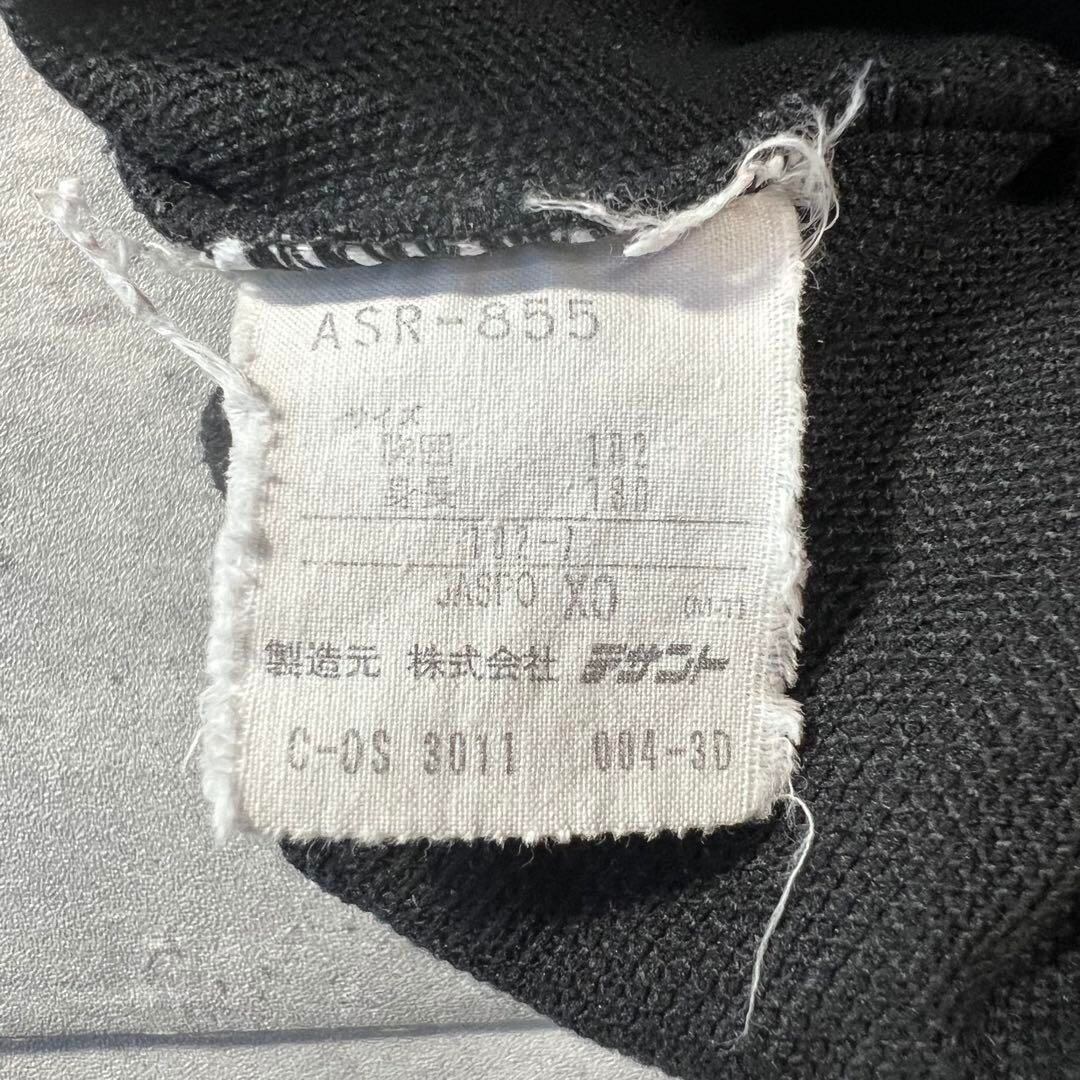 ASR-855
サイズ
胸囲 102
身長 180
JASPO XO
製造元 株式会社 デサント
C-OS 3011 004-30